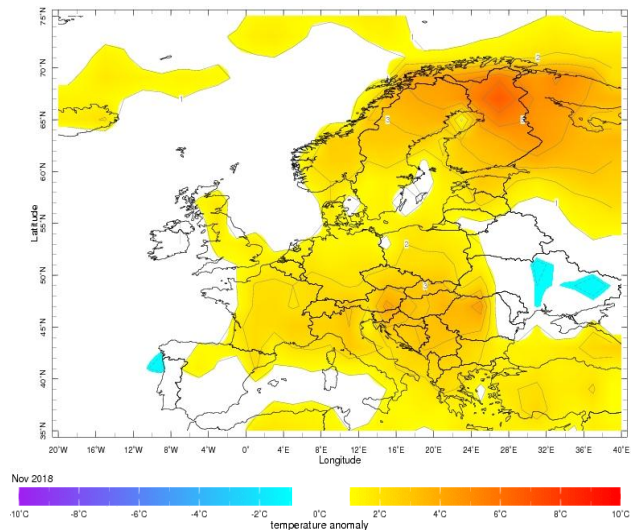 75°N
70°N
65°N
60°N
55°N
50°N
45°N
40°N
35°N
Latitude
20°W 16°W 12°W 8°W 4°W 0° 4°E 8°E 12°E 16°E 20°E 24°E 28°E 32°E 36°E 40°E
Longitude
Nov 2018
-10°C -8°C -6°C -4°C -2°C 0°C 2°C 4°C 6°C 8°C 10°C
temperature anomaly